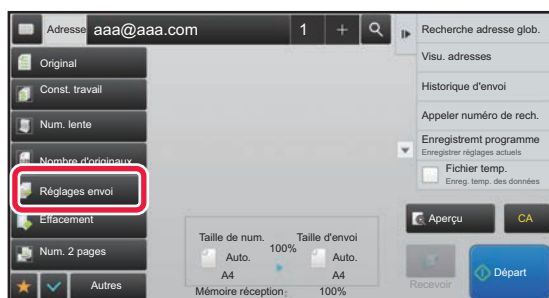 Adresse aaa@aaa.com 1 +
Original
Const. travail
Num. lente
Nombre d'originaux
Réglages envoi
Effacement
Num. 2 pages
Autres
Taille de num. 100% Taille d'envoi
Auto. Auto.
A4 A4
Mémoire réception: 100%
Recherche adresse glob.
Visu. adresses
Historique d'envoi
Appeler numéro de rech.
Enregistremt programme
Enregistrer réglages actuels
Fichier temp.
Enreg. temp. des données
Aperçu CA
Recevoir Départ